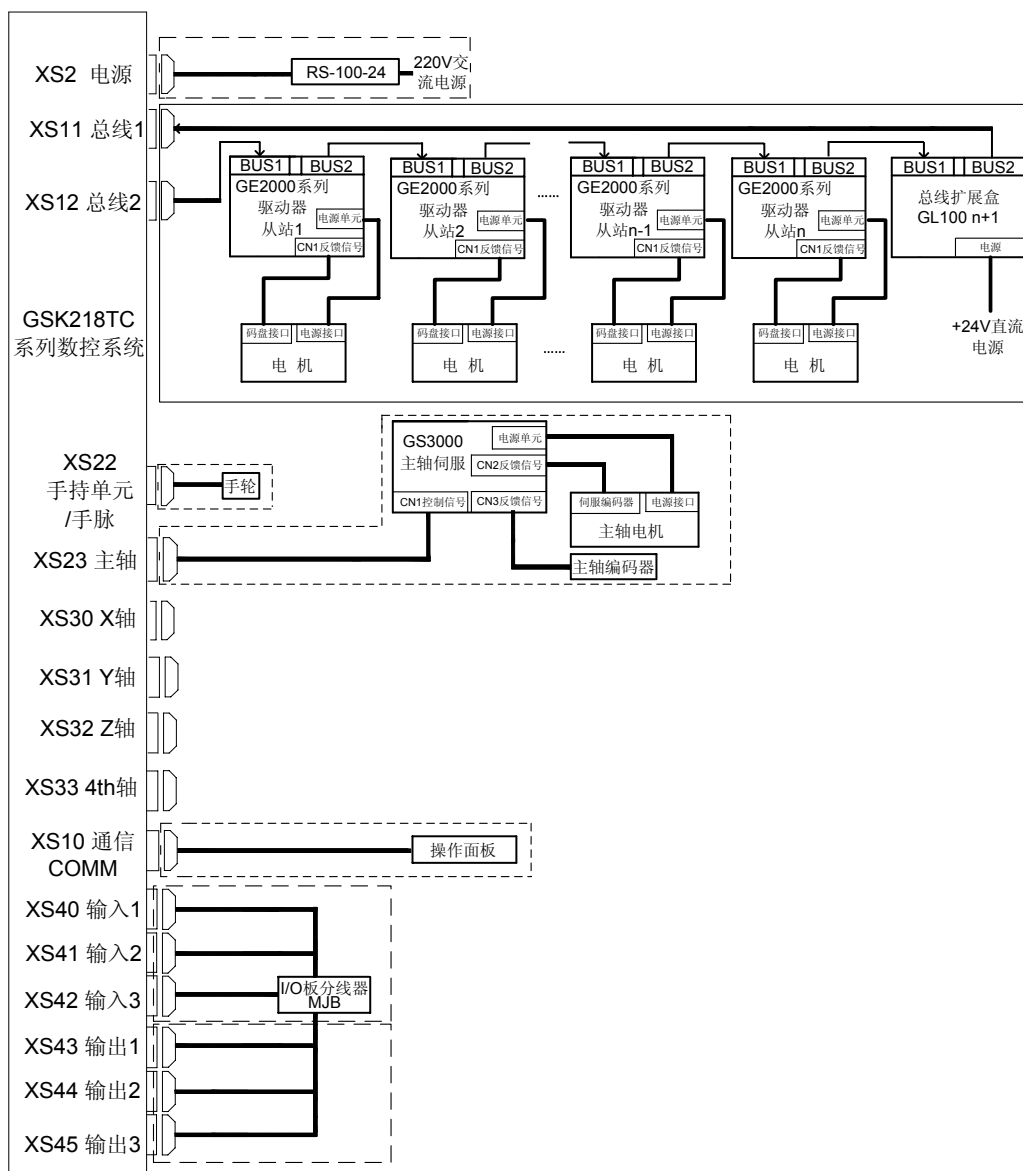 XS2 电源
RS-100-24
220V交
流电源
XS11 总线1
XS12 总线2
BUS1 BUS2
GE2000系列
驱动器
从站1
电源单元
CN1反馈信号
BUS1 BUS2
GE2000系列
驱动器
从站2
电源单元
CN1反馈信号
......
BUS1 BUS2
GE2000系列
驱动器
从站n-1
电源单元
CN1反馈信号
BUS1 BUS2
GE2000系列
驱动器
从站n
电源单元
CN1反馈信号
BUS1 BUS2
总线扩展盒
GL100 n+1
电源
+24V直流
电源
码盘接口 电源接口
电 机
码盘接口 电源接口
电 机
......
码盘接口 电源接口
电 机
码盘接口 电源接口
电 机
GSK218TC
系列数控系统
XS22
手持单元
/手脉
手轮
GS3000
主轴伺服
电源单元
CN2反馈信号
CN1控制信号
CN3反馈信号
伺服编码器 电源接口
主轴电机
主轴编码器
XS23 主轴
XS30 X轴
XS31 Y轴
XS32 Z轴
XS33 4th轴
XS10 通信
COMM
操作面板
XS40 输入1
XS41 输入2
XS42 输入3
I/O板分线器
MJB
XS43 输出1
XS44 输出2
XS45 输出3